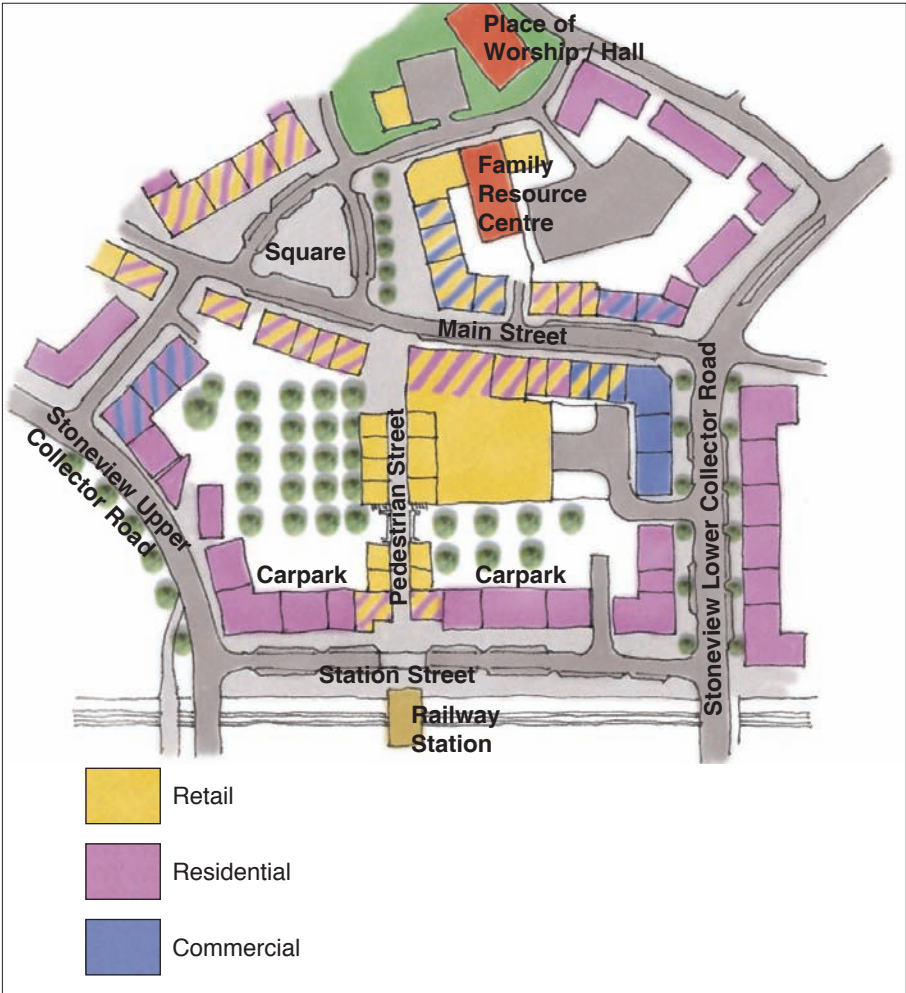 Place of
Worship / Hall
Family
Resource
Centre
Square
Main Street
Stoneview Upper
Collector Road
Pedestrian Street
Stoneview Lower Collector Road
Carpark
Carpark
Station Street
Railway
Station
Retail
Residential
Commercial